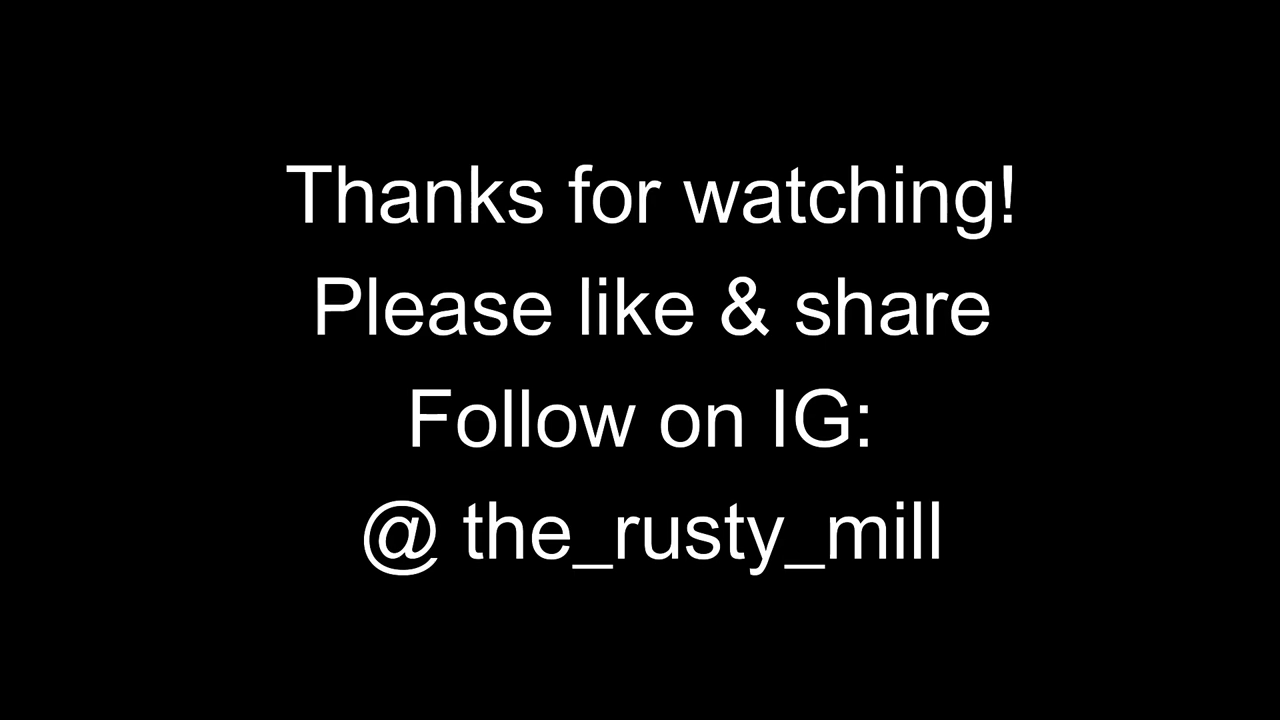 Thanks for watching!
Please like & share
Follow on IG:
@ the_rusty_mill